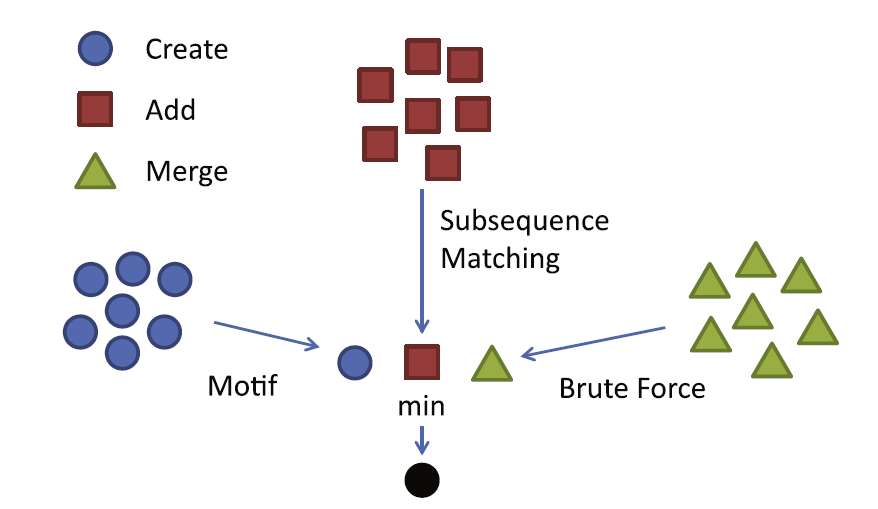 Create
Add
Merge
Subsequence
Matching
Motif
Brute Force
min